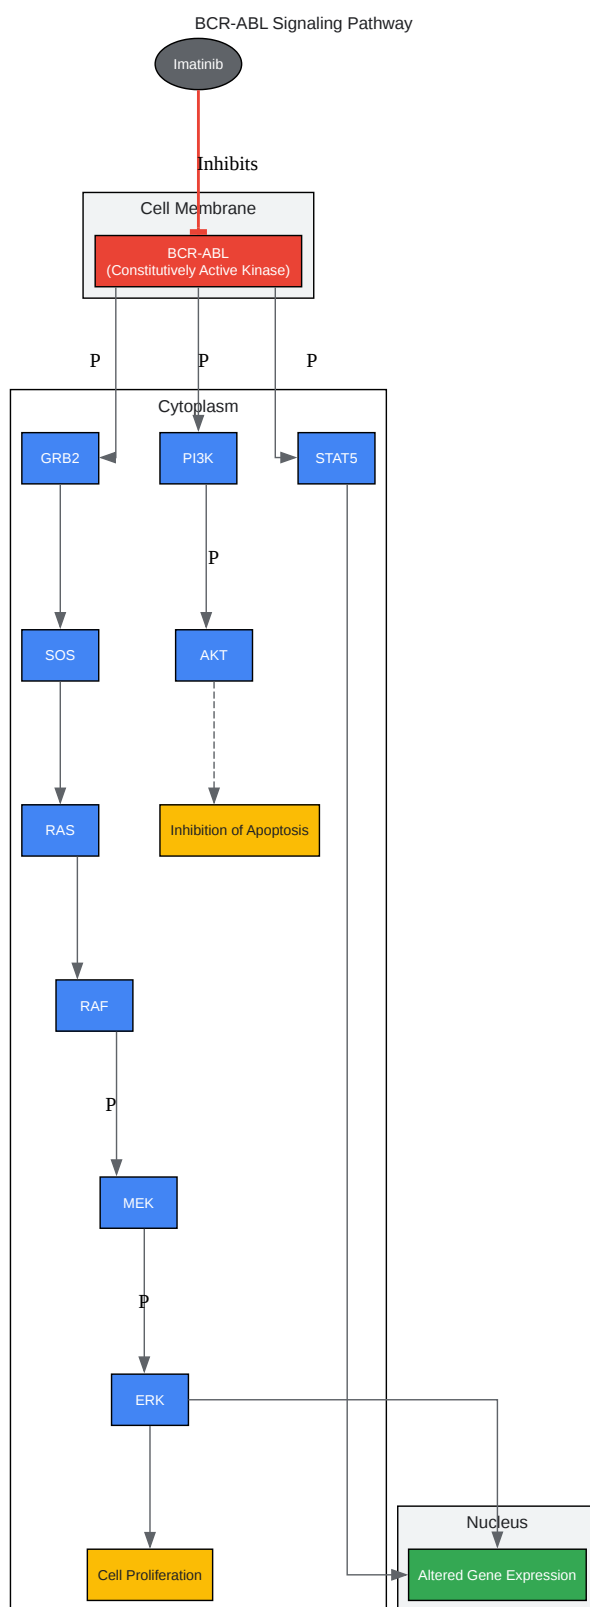 BCR-ABL Signaling Pathway
Imatinib
Inhibits
Cell Membrane
BCR-ABL
(Constitutively Active Kinase)
P
P
P
Cytoplasm
GRB2
PI3K
STAT5
P
SOS
AKT
RAS
Inhibition of Apoptosis
RAF
P
MEK
P
ERK
Nucleus
Cell Proliferation
Altered Gene Expression